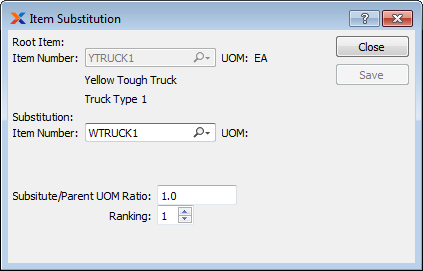 Item Substitution
Root Item:
Item Number: YTRUCK1 UOM: EA
Close
Yellow Tough Truck
Save
Truck Type 1
Substitution:
Item Number: WTRUCK1 UOM:
Subsitute/Parent UOM Ratio: 1.0
Ranking: 1